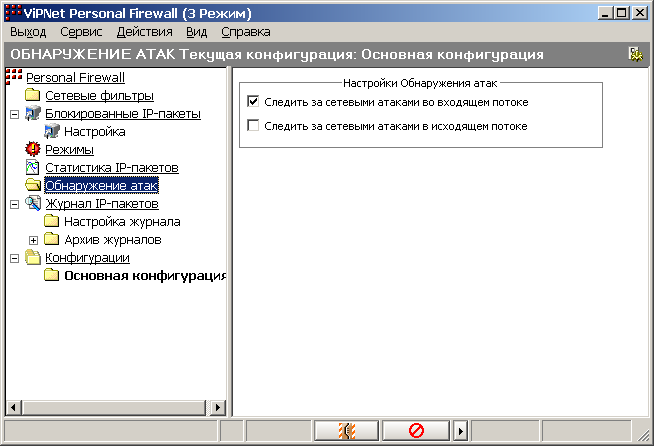 ViPNet Personal Firewall (3 Режим)
Выход Сервис Действия Вид Справка
ОБНАРУЖЕНИЕ АТАК Текущая конфигурация: Основная конфигурация
Personal Firewall
Сетевые фильтры
Блокированные IP-пакеты
Настройка
Режимы
Статистика IP-пакетов
Обнаружение атак
Журнал IP-пакетов
Настройка журнала
Архив журналов
Конфигурации
Основная конфигурация
Настройки Обнаружения атак
Следить за сетевыми атаками во входящем потоке
Следить за сетевыми атаками в исходящем потоке